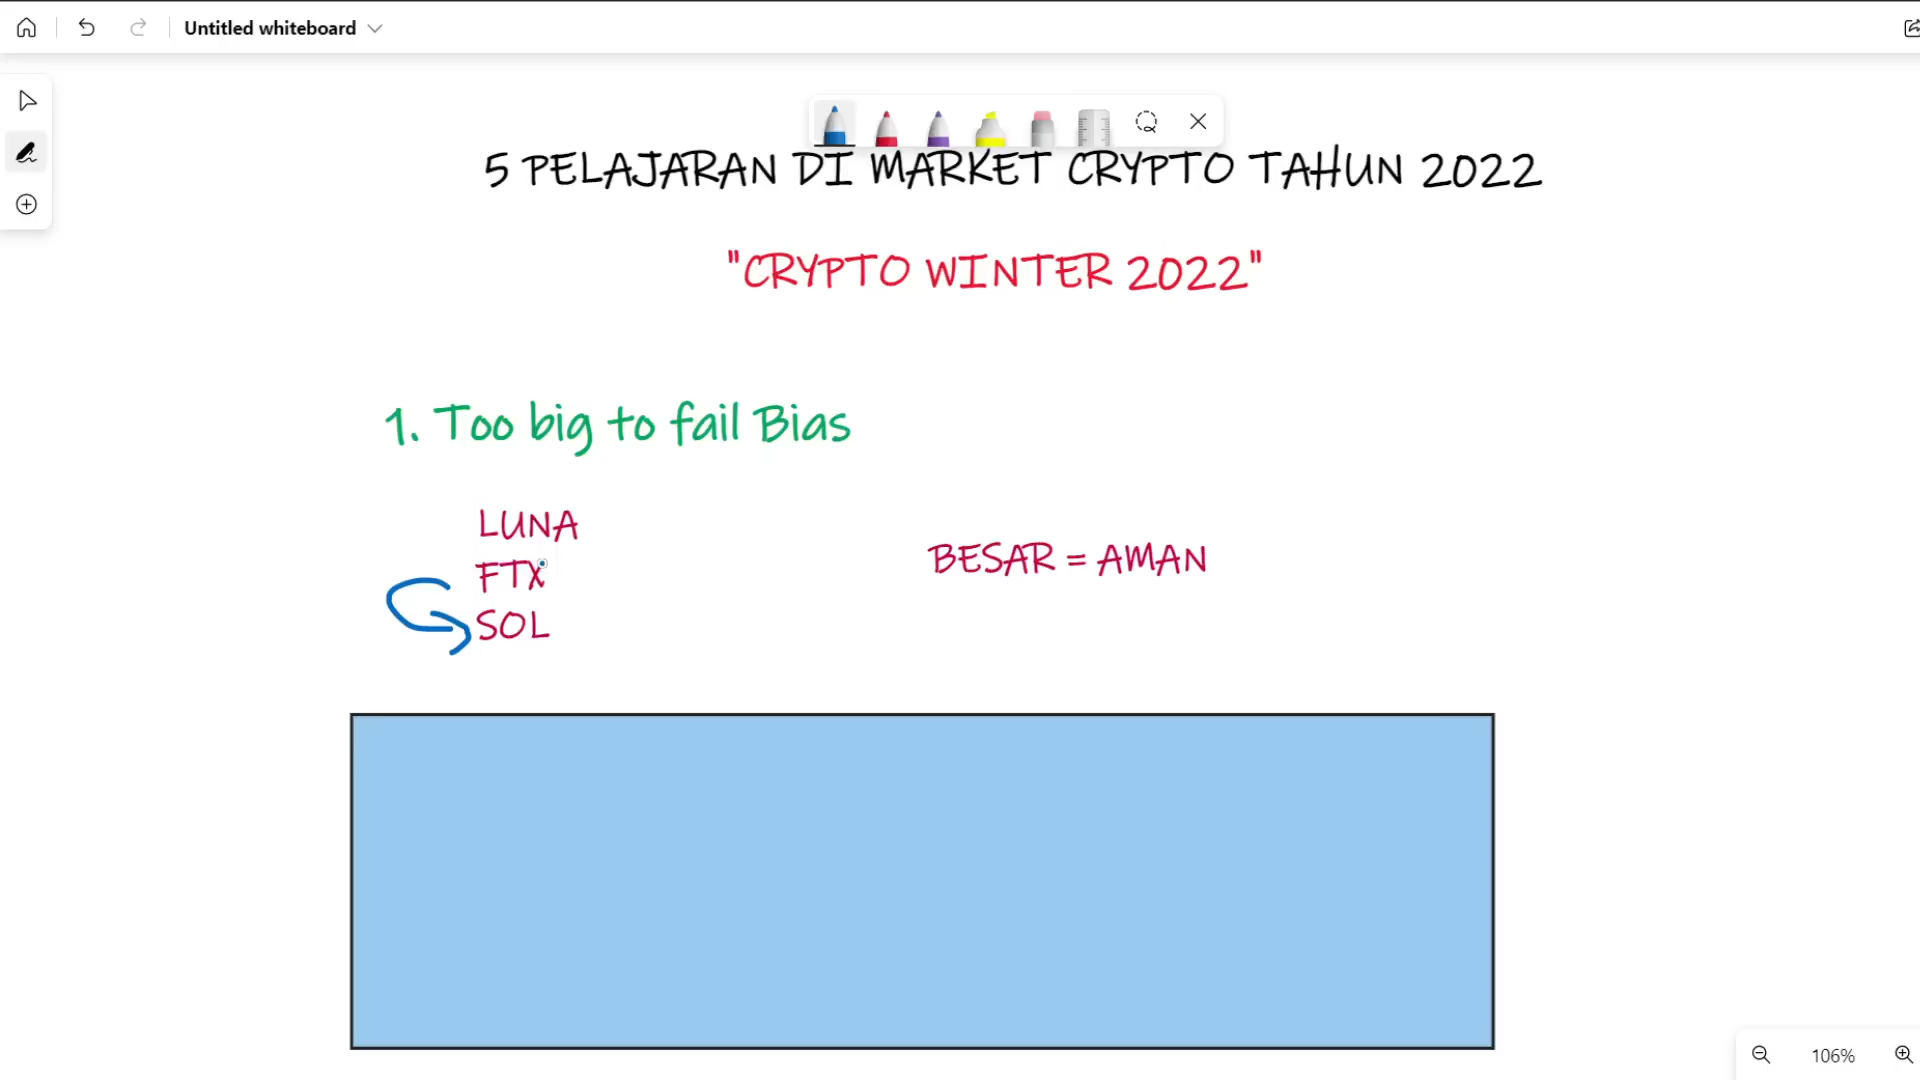 Untitled whiteboard
5 PELAJARAN DI MARKET CRYPTO TAHUN 2022
"CRYPTO WINTER 2022"
1. Too big to fail Bias
LUNA
FTX
SOL
BESAR = AMAN
106%